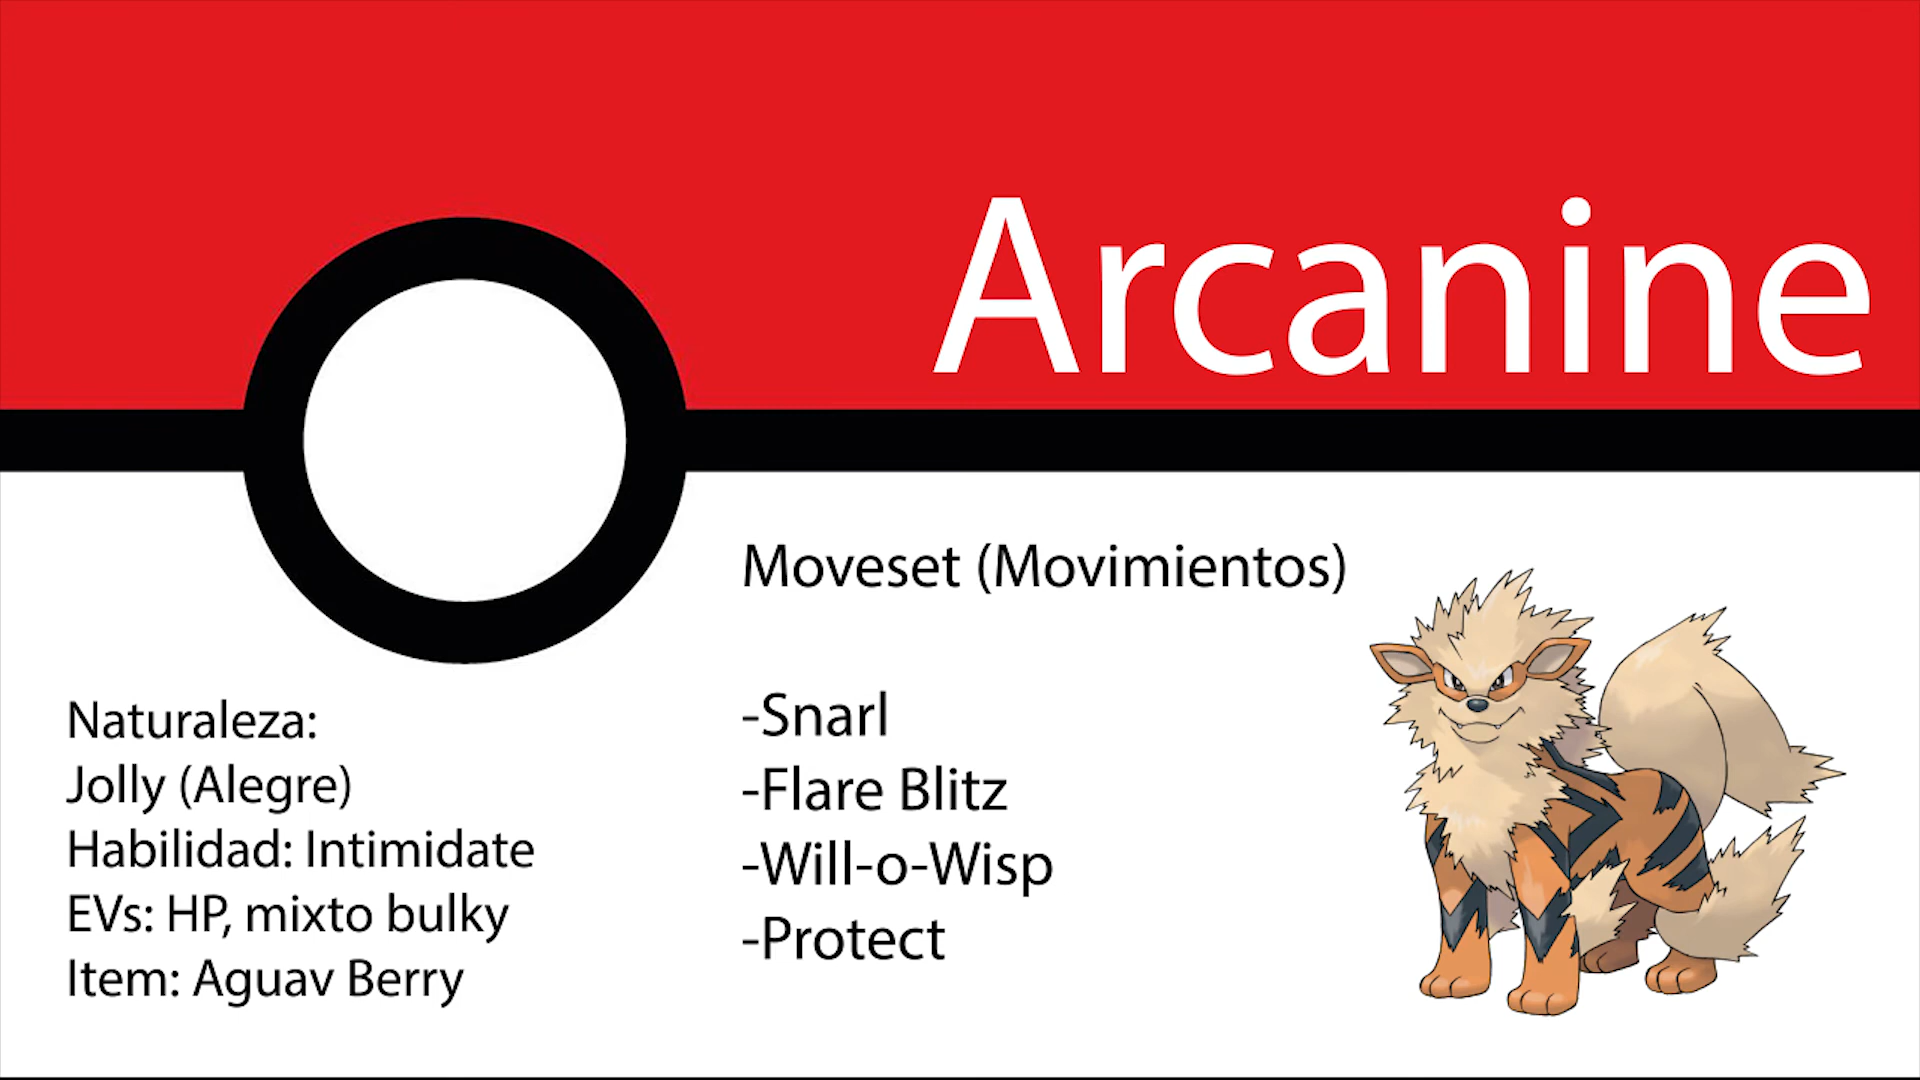 Arcanine
Moveset (Movimientos)
-Snarl
-Flare Blitz
-Will-o-Wisp
-Protect
Naturaleza:
Jolly (Alegre)
Habilidad: Intimidate
EVs: HP, mixto bulky
Item: Aguav Berry